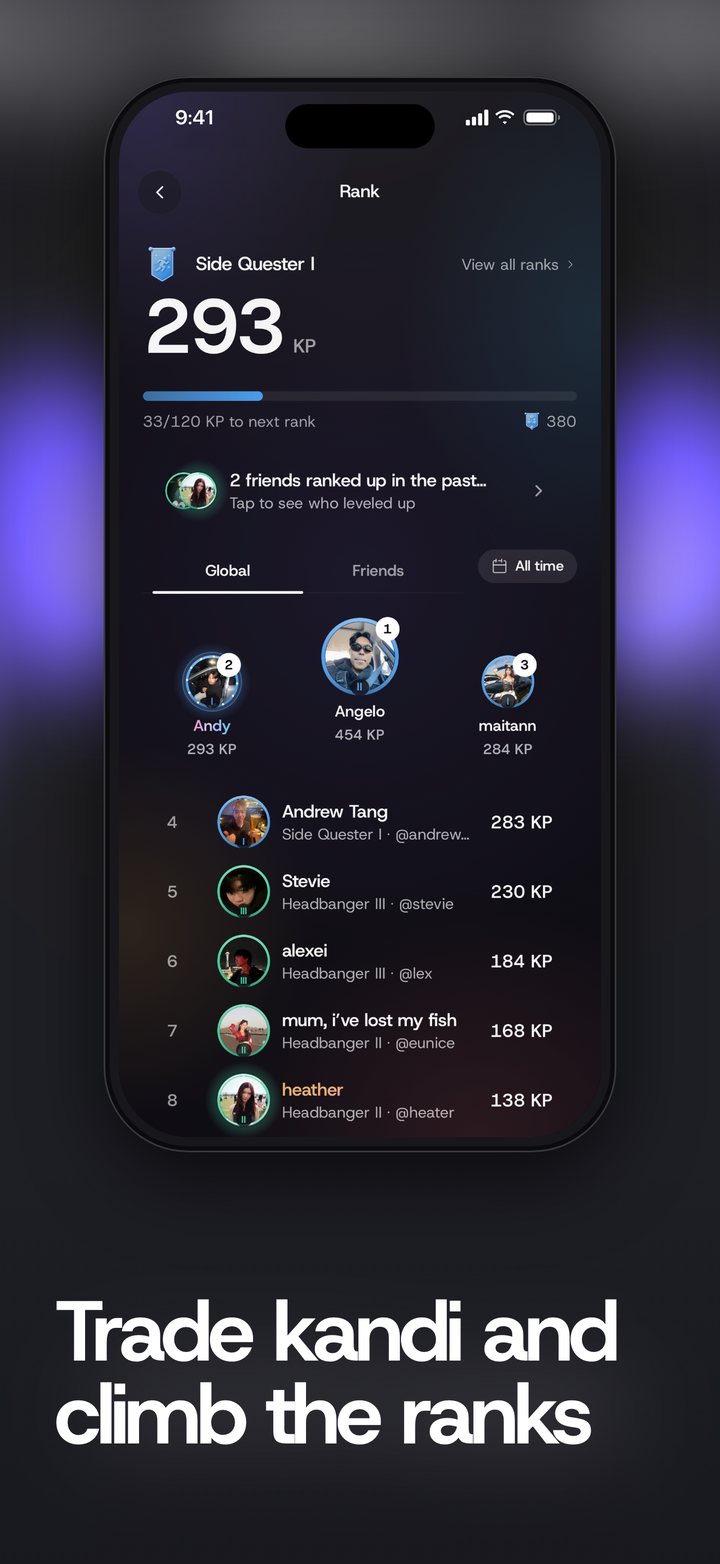 9:41
Rank
Side Quester I
View all ranks
293 KP
33/120 KP to next rank
380
2 friends ranked up in the past...
Tap to see who leveled up
Global
Friends
All time
1
Angelo
454 KP
2
Andy
293 KP
3
maitann
284 KP
4
Andrew Tang
Side Quester I · @andrew...
283 KP
5
Stevie
Headbanger III · @stevie
230 KP
6
alexei
Headbanger III · @lex
184 KP
7
mum, i've lost my fish
Headbanger II · @eunice
168 KP
8
heather
Headbanger II · @heater
138 KP
Trade kandi and
climb the ranks